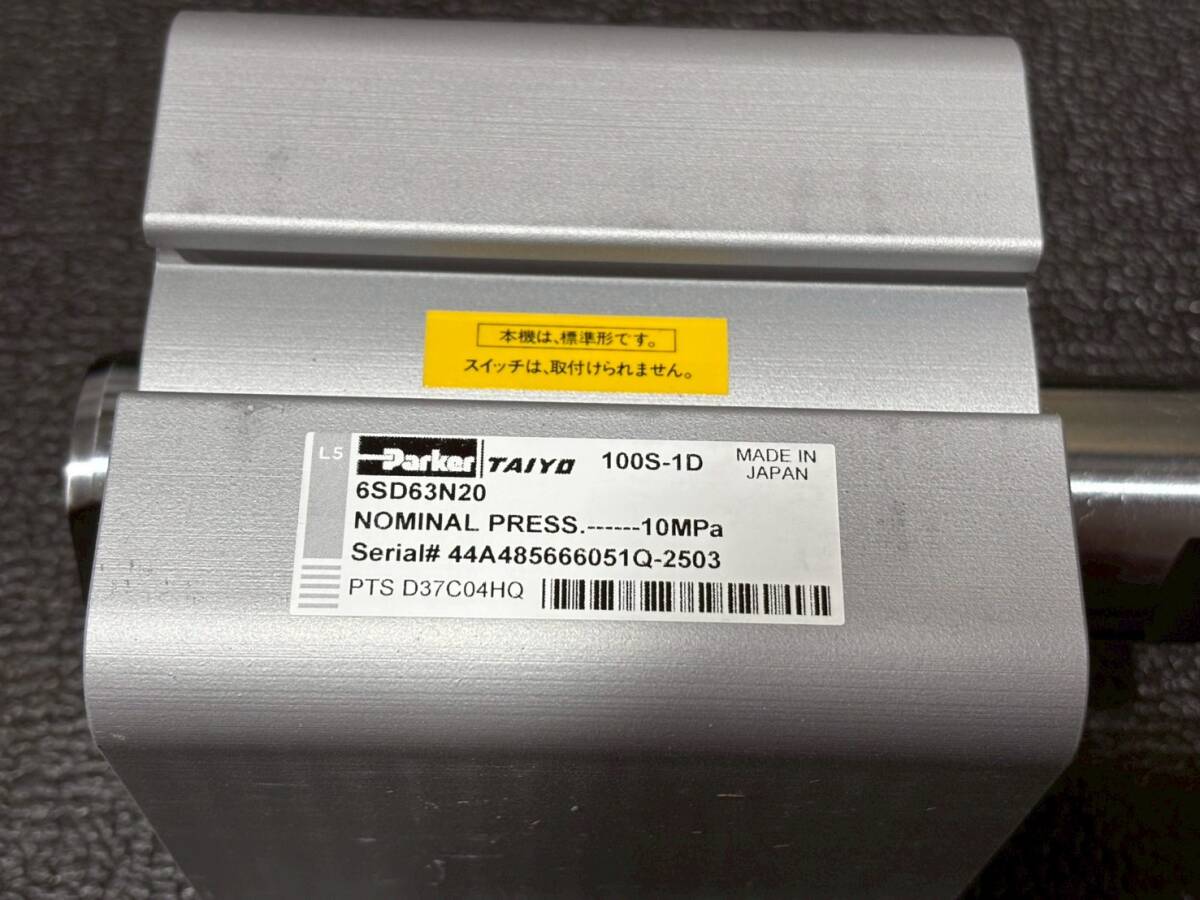 本機は、標準形です。
スイッチは、取付けられません。
L5 Parker TAIYO 100S-1D MADE IN
JAPAN
6SD63N20
NOMINAL PRESS.------10MPa
Serial# 44A485666051Q-2503
PTS D37C04HQ